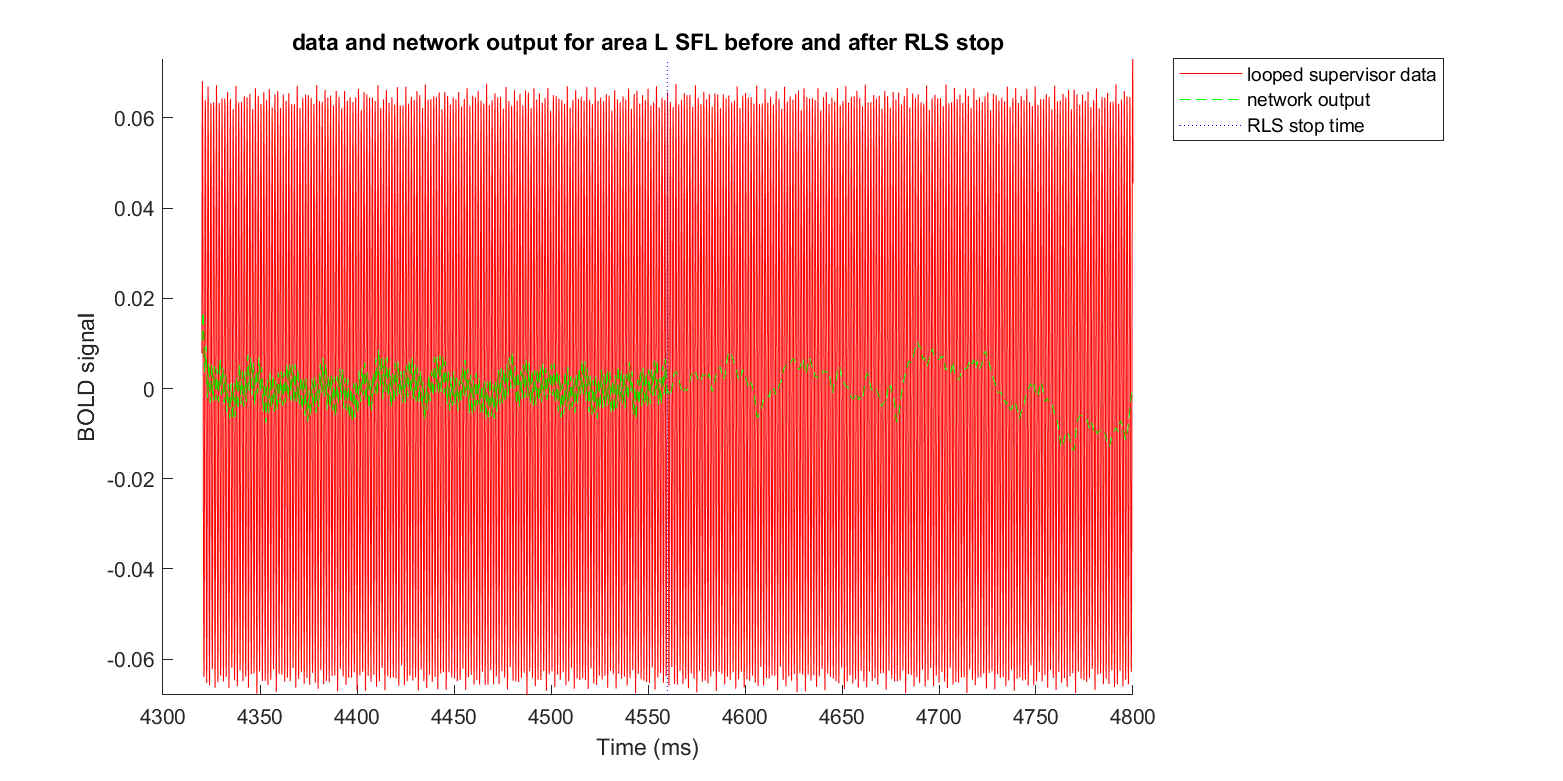 data and network output for area L SFL before and after RLS stop
looped supervisor data
network output
RLS stop time
BOLD signal
0.06
0.04
0.02
0
-0.02
-0.04
-0.06
4300 4350 4400 4450 4500 4550 4600 4650 4700 4750 4800
Time (ms)